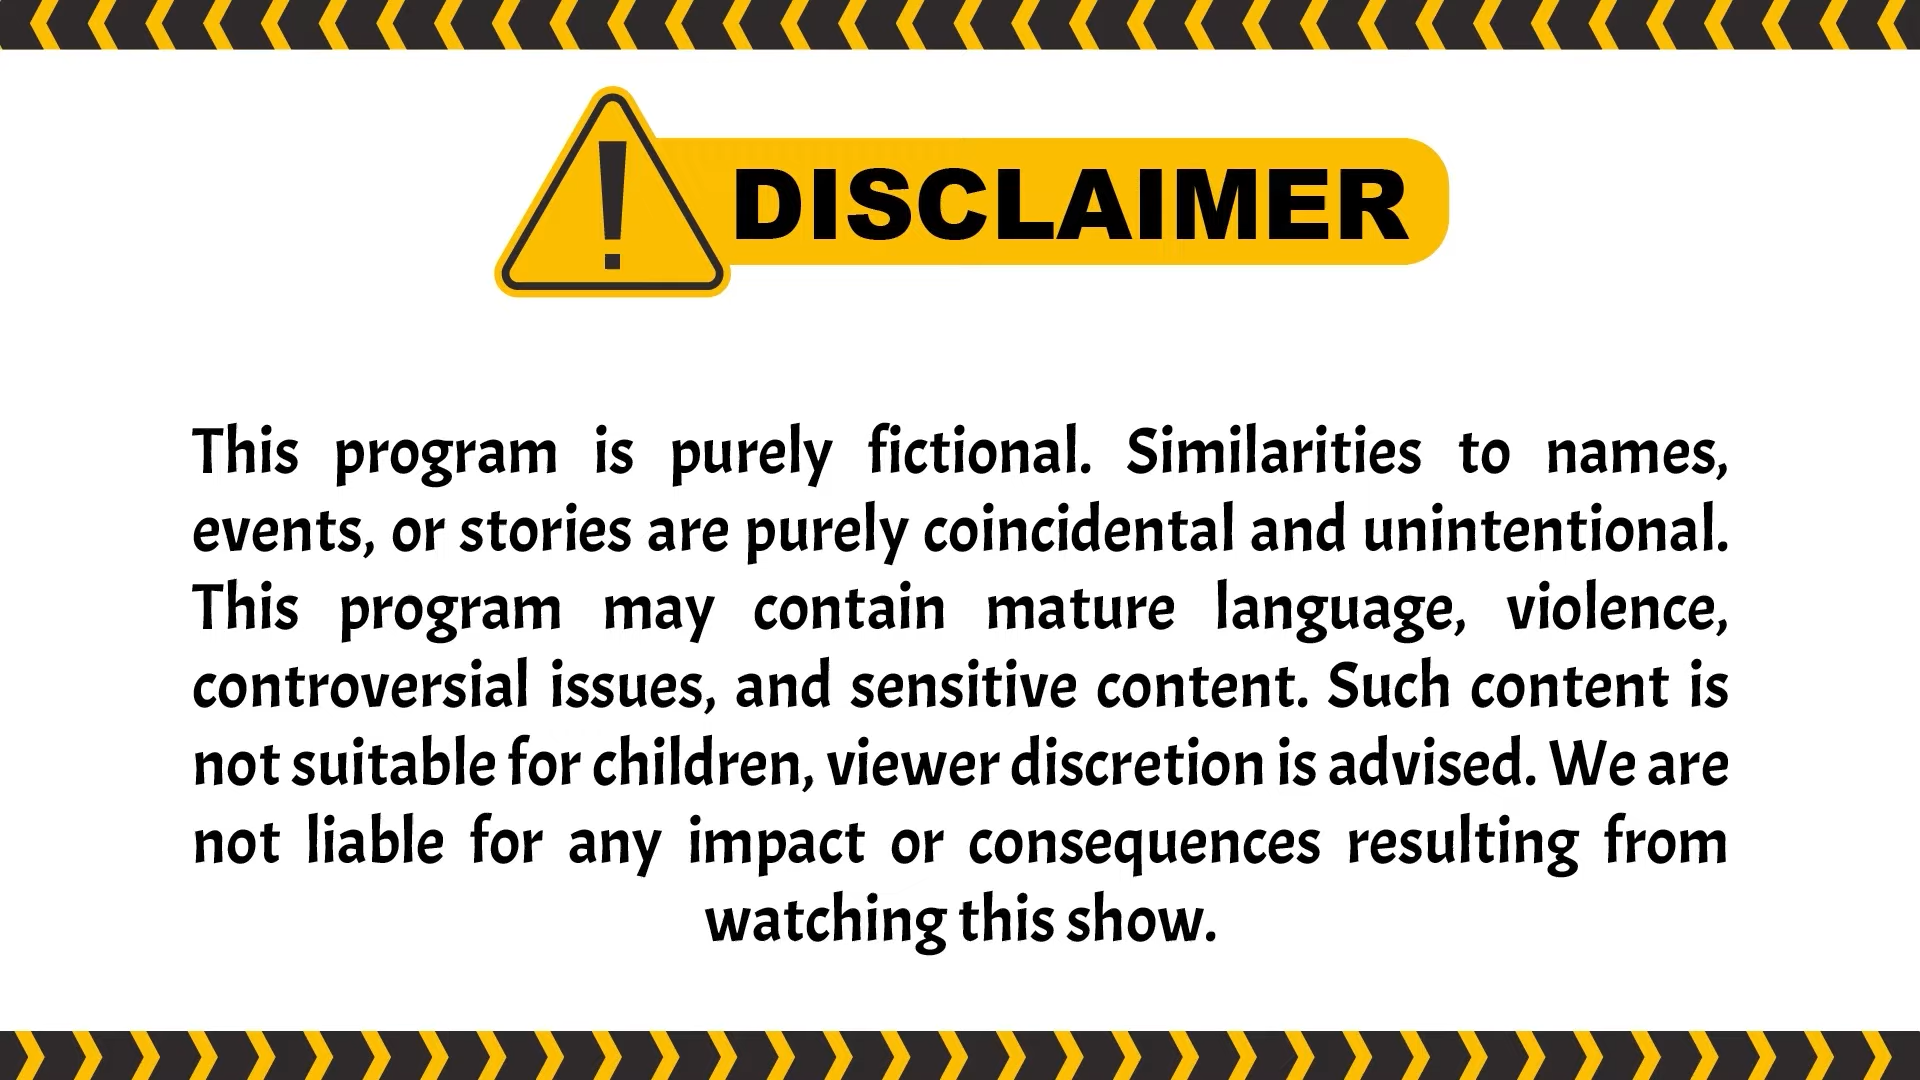 DISCLAIMER
This program is purely fictional. Similarities to names,
events, or stories are purely coincidental and unintentional.
This program may contain mature language, violence,
controversial issues, and sensitive content. Such content is
not suitable for children, viewer discretion is advised. We are
not liable for any impact or consequences resulting from
watching this show.